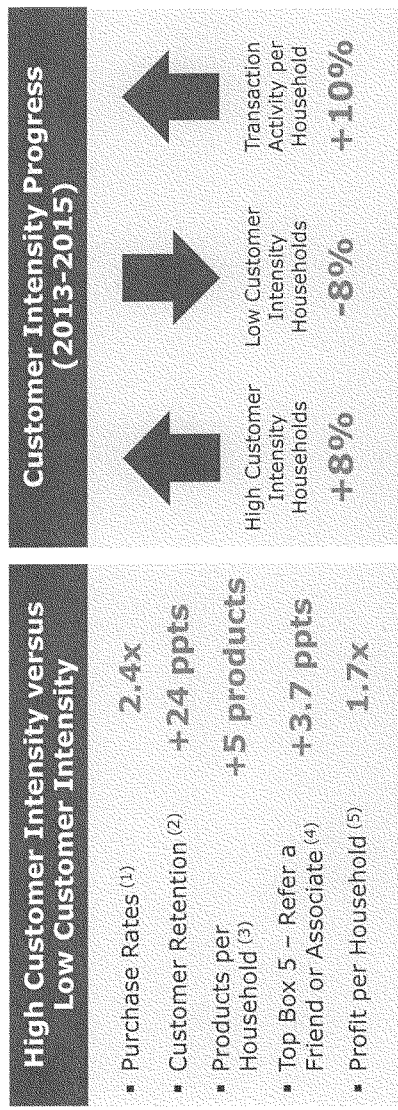 High Customer Intensity versus
Low Customer Intensity
▪ Purchase Rates (1) 2.4x
▪ Customer Retention (2) +24 ppts
▪ Products per
Household (3) +5 products
▪ Top Box 5 – Refer a
Friend or Associate (4) +3.7 ppts
▪ Profit per Household (5) 1.7x
Customer Intensity Progress
(2013-2015)
High Customer
Intensity
Households
+8%
Low Customer
Intensity
Households
-8%
Transaction
Activity per
Household
+10%